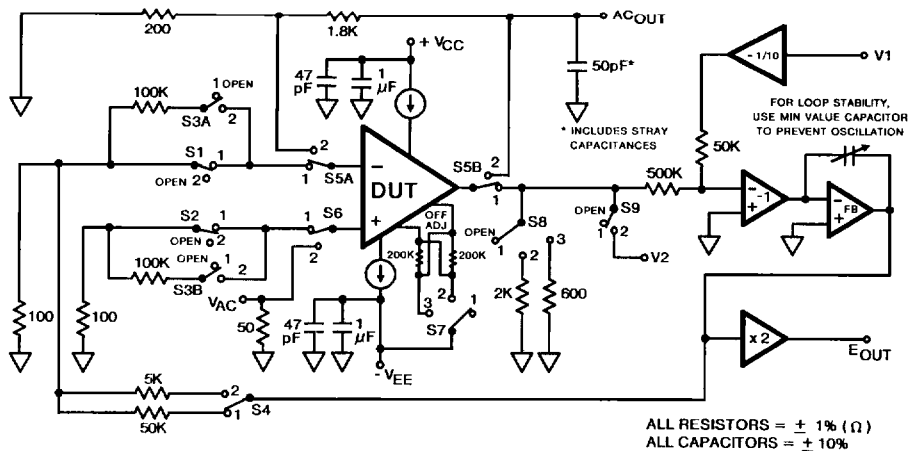 200
1.8K
ACOUT
+ VCC
47 pF
1 µF
50pF*
* INCLUDES STRAY CAPACITANCES
- 1/10
V1
FOR LOOP STABILITY,
USE MIN VALUE CAPACITOR
TO PREVENT OSCILLATION
100K
1 OPEN
S3A
2
S1
1
OPEN 2
2
1
S5A
DUT
−
+
S5B
2
1
500K
50K
−
-1
+
−
FB
+
S2
1
OPEN
2
S6
1
2
100K
OPEN
1
2
S3B
OFF
ADJ
200K
200K
S8
OPEN
1
2
3
S9
OPEN
1
2
V2
VAC
50
47 pF
1 µF
3
2
1
S7
2K
600
100
100
- VEE
x 2
EOUT
5K
50K
2
1
S4
ALL RESISTORS = ± 1% (Ω)
ALL CAPACITORS = ± 10%